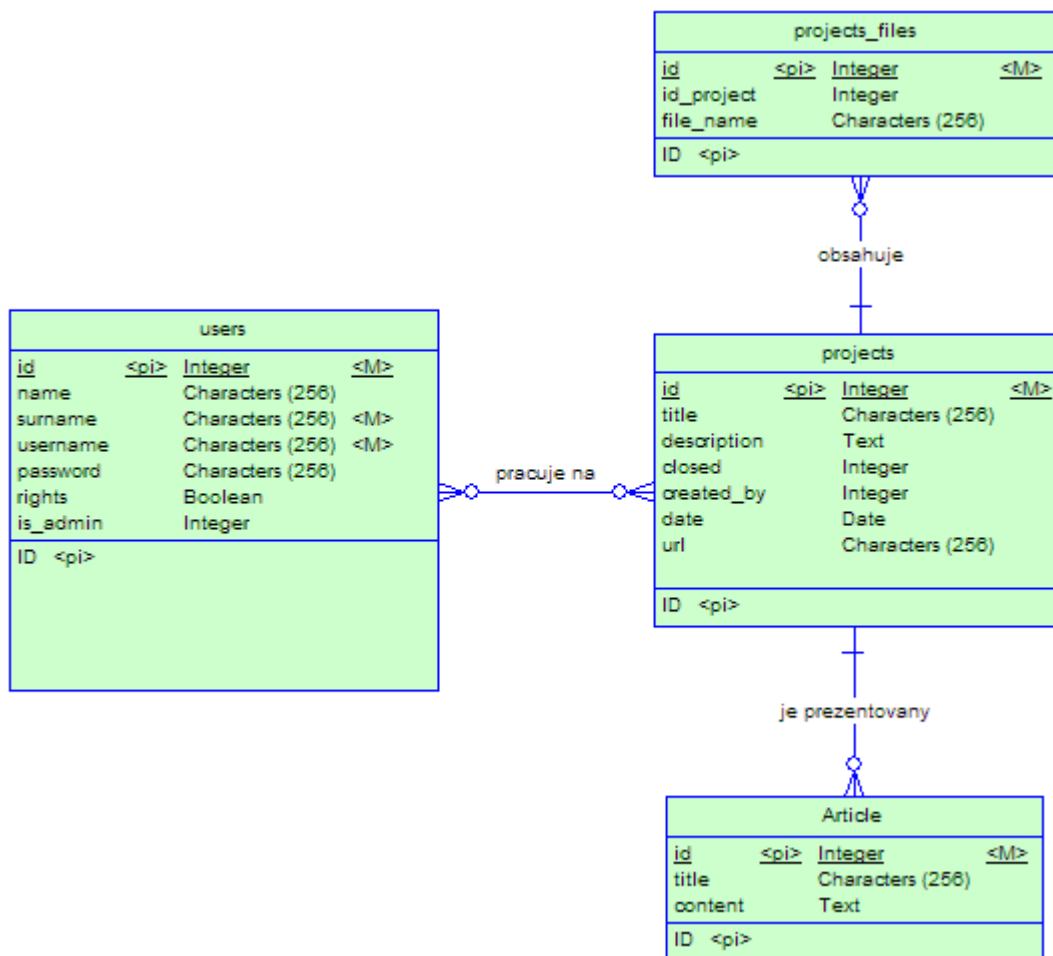 projects_files
id <pi> Integer <M>
id_project Integer
file_name Characters (256)
ID <pi>
obsahuje
users
id <pi> Integer <M>
name Characters (256)
surname Characters (256) <M>
username Characters (256) <M>
password Characters (256)
rights Boolean
is_admin Integer
ID <pi>
pracuje na
projects
id <pi> Integer <M>
title Characters (256)
description Text
closed Integer
created_by Integer
date Date
url Characters (256)
ID <pi>
je prezentovany
Article
id <pi> Integer <M>
title Characters (256)
content Text
ID <pi>